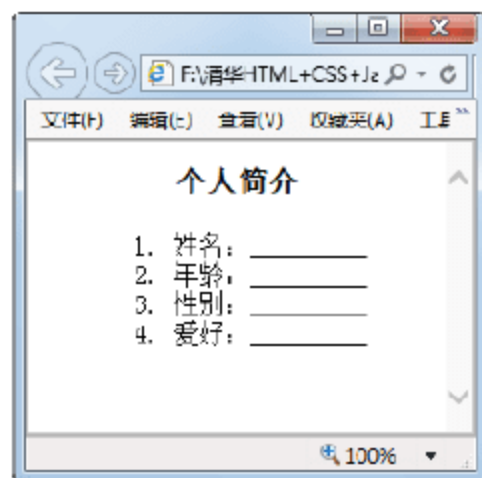 F:\清华HTML+CSS+Ja
文件(F) 编辑(E) 查看(V) 收藏夹(A) 工具 »
个人简介
1. 姓名：________
2. 年龄：________
3. 性别：________
4. 爱好：________
100%